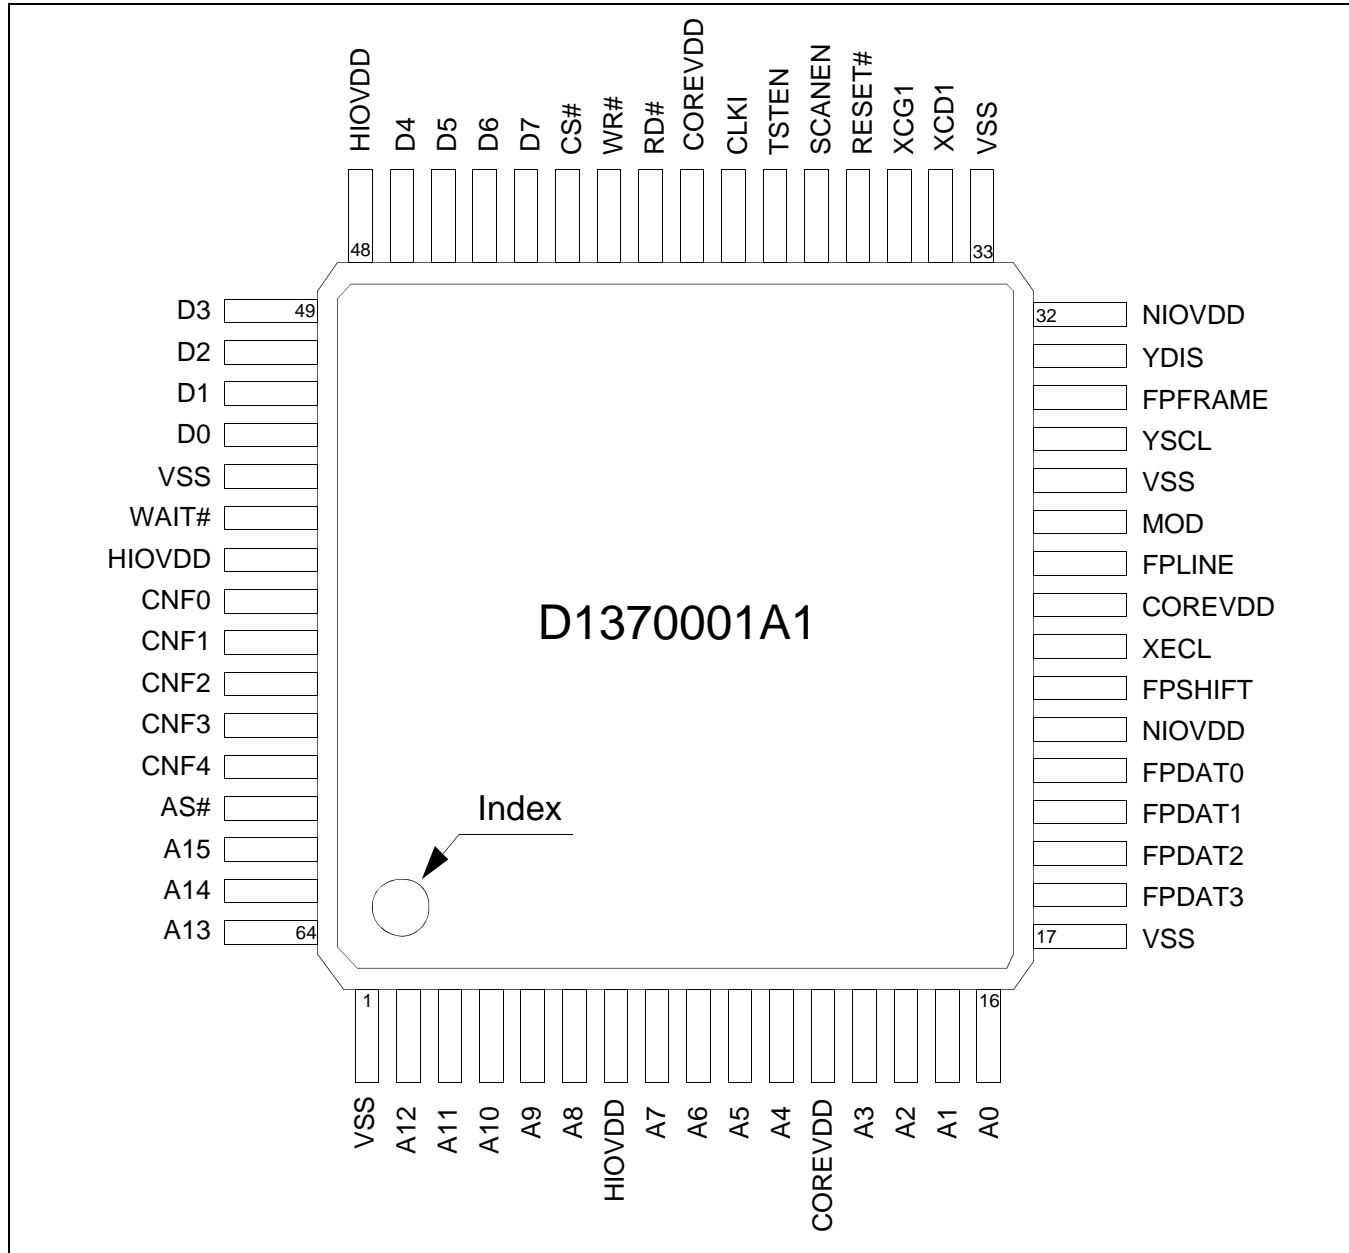 HIOVDD
D4
D5
D6
D7
CS#
WR#
RD#
COREVDD
CLKI
TSTEN
SCANEN
RESET#
XCG1
XCD1
VSS
48
33
D3
49
D2
D1
D0
VSS
WAIT#
HIOVDD
CNF0
CNF1
CNF2
CNF3
CNF4
AS#
A15
A14
A13
64
D1370001A1
Index
32
NIOVDD
YDIS
FPFRAME
YSCL
VSS
MOD
FPLINE
COREVDD
XECL
FPSHIFT
NIOVDD
FPDAT0
FPDAT1
FPDAT2
FPDAT3
17
VSS
1
16
VSS
A12
A11
A10
A9
A8
HIOVDD
A7
A6
A5
A4
COREVDD
A3
A2
A1
A0